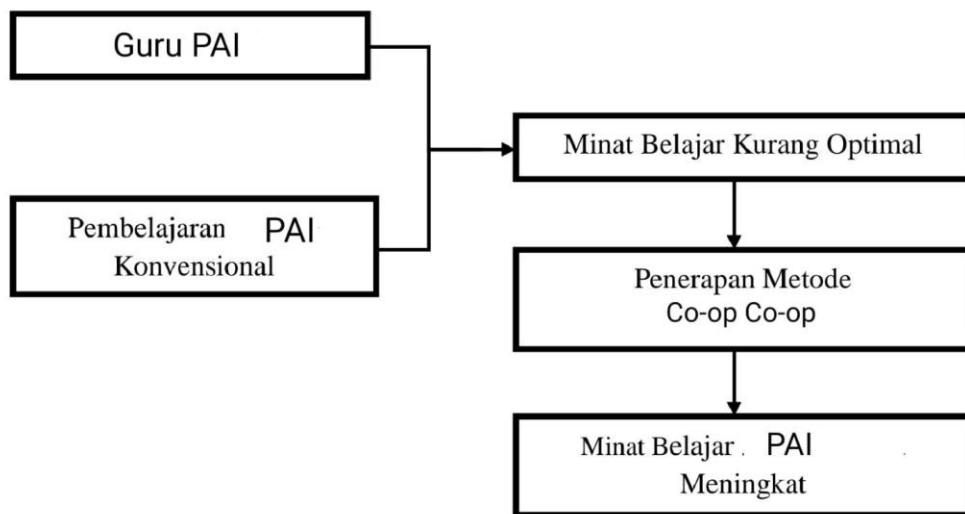 Guru PAI
Minat Belajar Kurang Optimal
Pembelajaran PAI
Konvensional
Penerapan Metode
Co-op Co-op
Minat Belajar . PAI
Meningkat